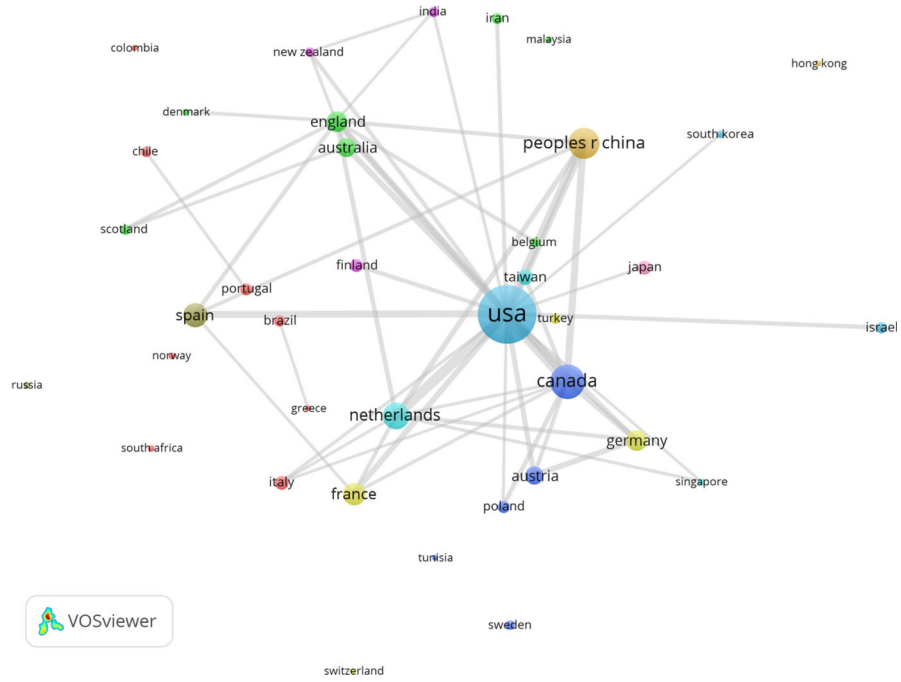 india
iran
malaysia
colombia
new zealand
hong kong
denmark
england
peoples r china
south korea
australia
chile
scotland
belgium
finland
taiwan
japan
portugal
spain
brazil
usa
turkey
israel
norway
russia
canada
greece
netherlands
germany
south africa
italy
france
austria
singapore
poland
tunisia
VOSviewer
sweden
switzerland